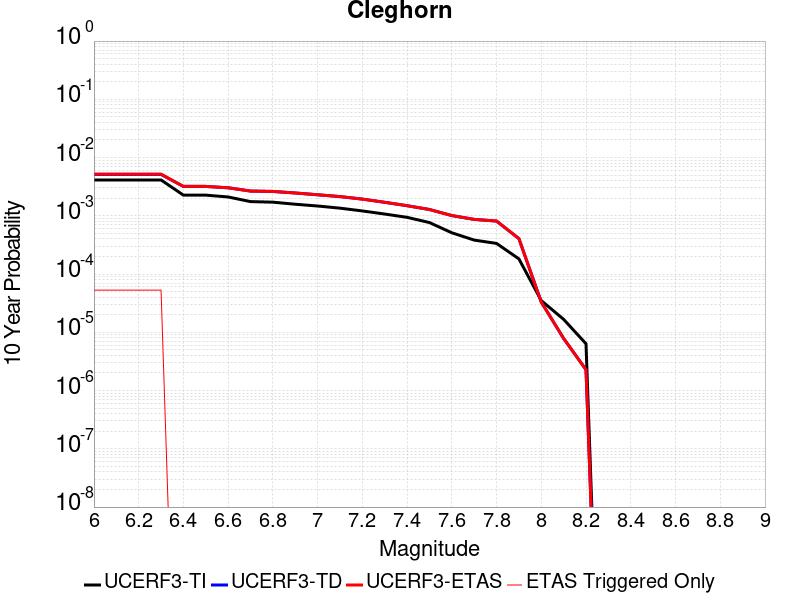 Cleghorn
10 0
10 -1
10 -2
10 -3
10 -4
10 -5
10 -6
10 -7
10 -8
10 Year Probability
6 6.2 6.4 6.6 6.8 7 7.2 7.4 7.6 7.8 8 8.2 8.4 8.6 8.8 9
Magnitude
UCERF3-TI UCERF3-TD UCERF3-ETAS ETAS Triggered Only